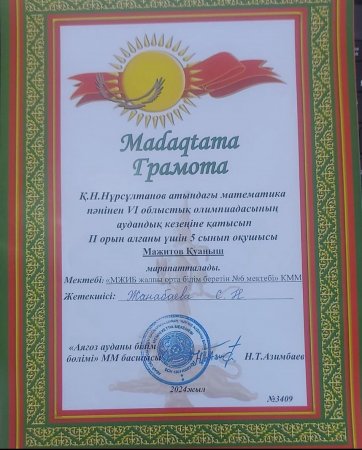 Madaqtama
Грамота
Қ.Н.Нұрсұлтанов атындағы математика
пәнінен VI облыстық олимпиадасының
аудандық кезеңіне қатысып
II орын алғаны үшін 5 сынып оқушысы
Мажитов Қуаныш
марапатталады.
Мектебі: «МЖИБ жалпы орта білім беретін №6 мектебі» КММ
Жетекшісі: Жанабаева С Н
«Аягөз ауданы білім
бөлімі» ММ басшысы
Н.Т.Азимбаев
2024жыл
№3409